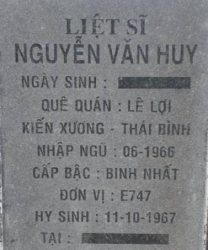 LIỆT SĨ
NGUYỄN VĂN HUY
NGÀY SINH :
QUÊ QUÁN : LÊ LỢI
KIẾN XƯƠNG - THÁI BÌNH
NHẬP NGŨ : 06-1966
CẤP BẬC : BINH NHẤT
ĐƠN VỊ : E747
HY SINH : 11-10-1967
TẠI :